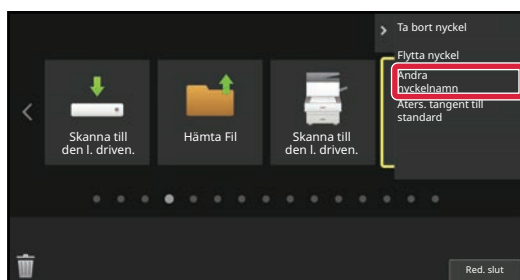 Ta bort nyckel
Flytta nyckel
Ändra
nyckelnamn
Åters. tangent till
standard
Skanna till
den l. driven.
Hämta Fil
Skanna till
den l. driven.
Red. slut